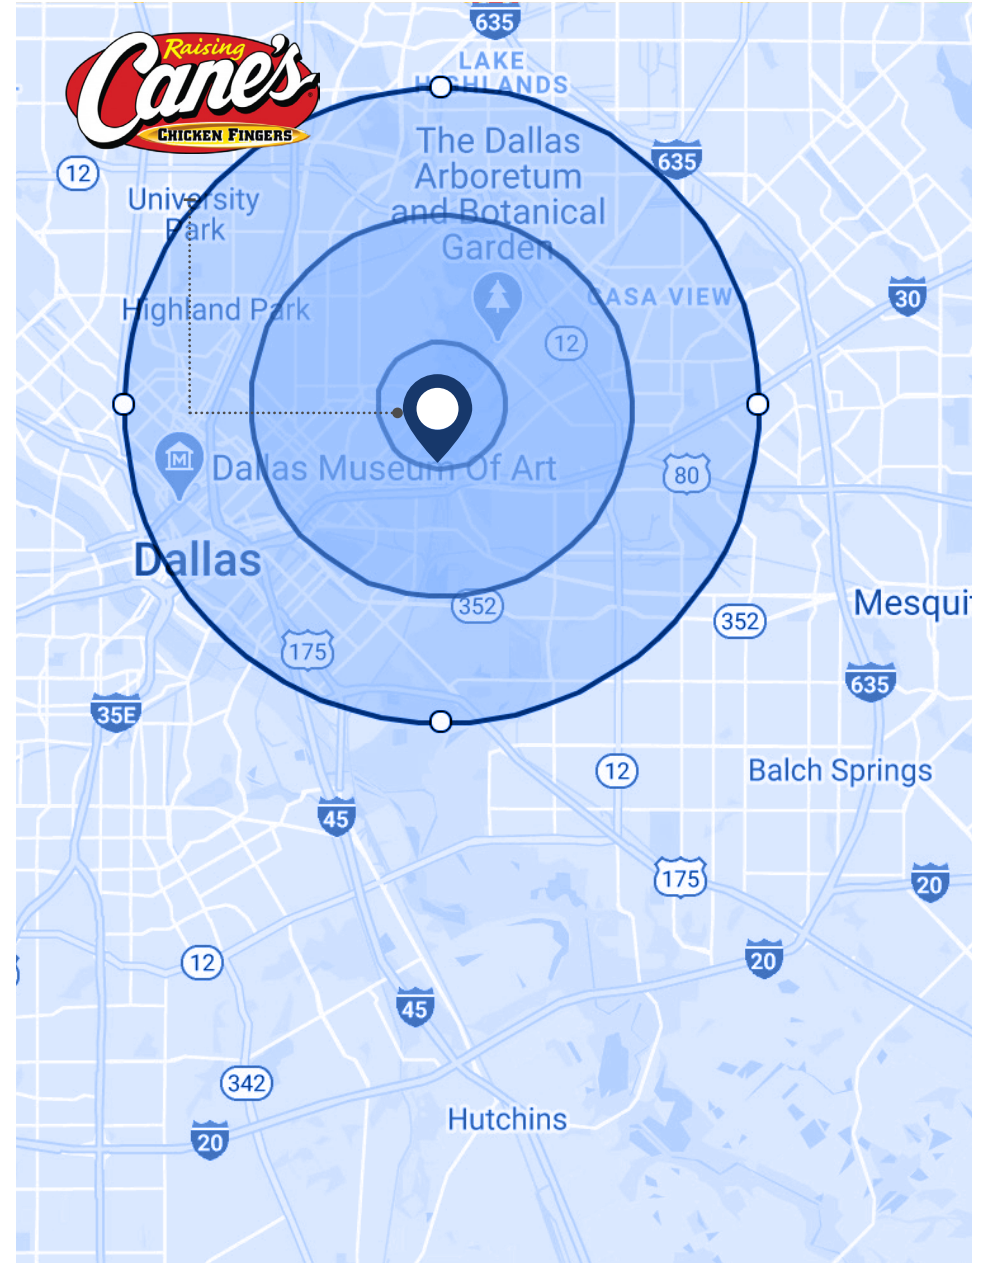 635
LAKE
HIGHLANDS
Raising
Cane's
CHICKEN FINGERS
The Dallas
Arboretum
and Botanical
Garden
635
12
University
Park
CASA VIEW
30
Highland Park
12
Dallas Museum Of Art
80
Dallas
352
Mesquit
352
175
635
35E
12
Balch Springs
45
175
20
12
20
45
342
Hutchins
20